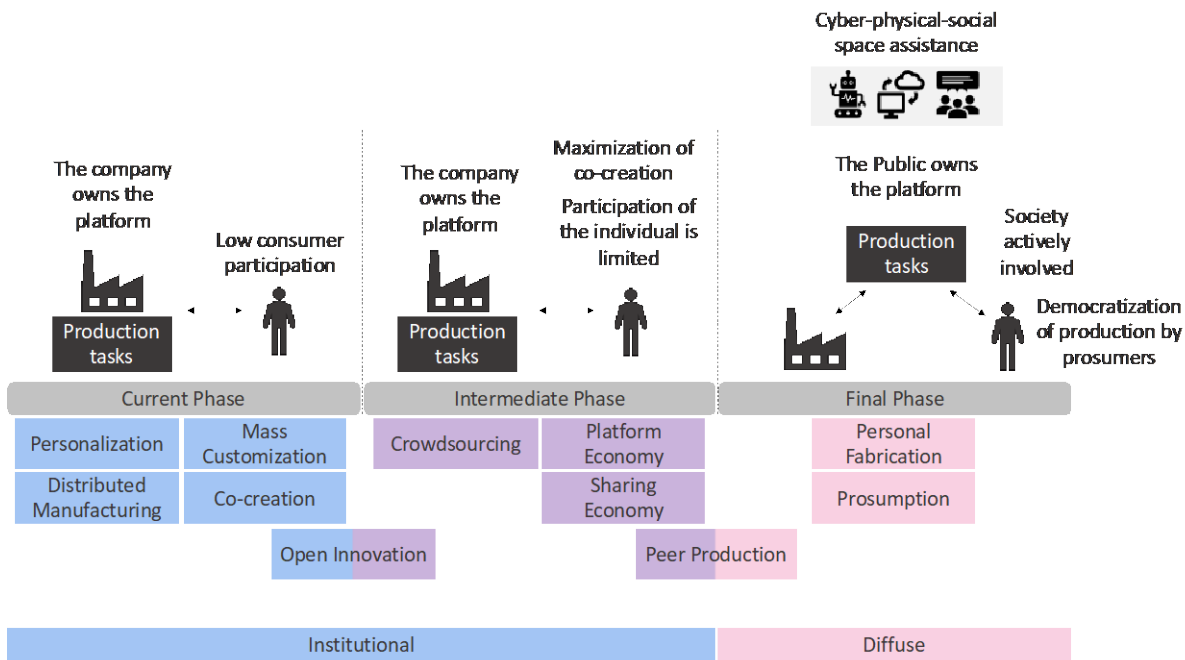 Cyber-physical-social
space assistance
The company
owns the
platform
Low consumer
participation
Production
tasks
The company
owns the
platform
Maximization of
co-creation
Participation of
the individual is
limited
Production
tasks
The Public owns
the platform
Production
tasks
Society
actively
involved
Democratization
of production by
prosumers
Current Phase
Intermediate Phase
Final Phase
Personalization
Mass
Customization
Distributed
Manufacturing
Co-creation
Crowdsourcing
Platform
Economy
Sharing
Economy
Personal
Fabrication
Prosumption
Open Innovation
Peer Production
Institutional
Diffuse